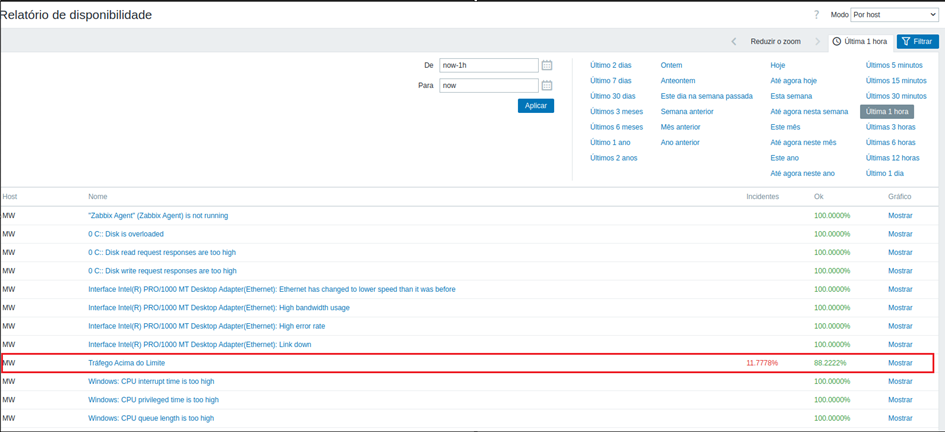 Relatório de disponibilidade
? Modo Por host
Reduzir o zoom Última 1 hora Filtrar
De now-1h
Para now
Aplicar
Último 2 dias Ontem Hoje Últimos 5 minutos
Último 7 dias Anteontem Até agora hoje Últimos 15 minutos
Último 30 dias Este dia na semana passada Esta semana Últimos 30 minutos
Últimos 3 meses Semana anterior Até agora nesta semana Última 1 hora
Últimos 6 meses Mês anterior Este mês Últimas 3 horas
Último 1 ano Ano anterior Até agora neste mês Últimas 6 horas
Últimos 2 anos Este ano Últimas 12 horas
Até agora neste ano Último 1 dia
Host Nome Incidentes Ok Gráfico
MW "Zabbix Agent" (Zabbix Agent) is not running 100.0000% Mostrar
MW 0 C:: Disk is overloaded 100.0000% Mostrar
MW 0 C:: Disk read request responses are too high 100.0000% Mostrar
MW 0 C:: Disk write request responses are too high 100.0000% Mostrar
MW Interface Intel(R) PRO/1000 MT Desktop Adapter(Ethernet): Ethernet has changed to lower speed than it was before 100.0000% Mostrar
MW Interface Intel(R) PRO/1000 MT Desktop Adapter(Ethernet): High bandwidth usage 100.0000% Mostrar
MW Interface Intel(R) PRO/1000 MT Desktop Adapter(Ethernet): High error rate 100.0000% Mostrar
MW Interface Intel(R) PRO/1000 MT Desktop Adapter(Ethernet): Link down 100.0000% Mostrar
MW Tráfego Acima do Limite 11.7778% 88.2222% Mostrar
MW Windows: CPU interrupt time is too high 100.0000% Mostrar
MW Windows: CPU privileged time is too high 100.0000% Mostrar
MW Windows: CPU queue length is too high 100.0000% Mostrar